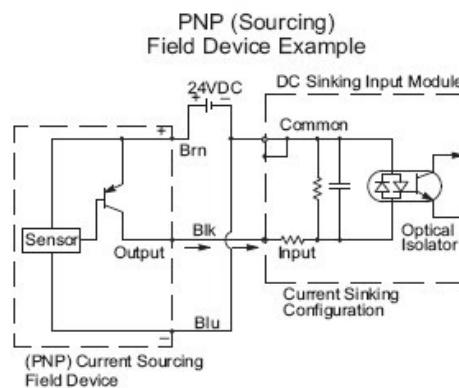 PNP (Sourcing)
Field Device Example
24VDC
+
−
DC Sinking Input Module
Common
+
Brn
Sensor
Output
Blk
Input
Optical
Isolator
Blu
−
Current Sinking
Configuration
(PNP) Current Sourcing
Field Device